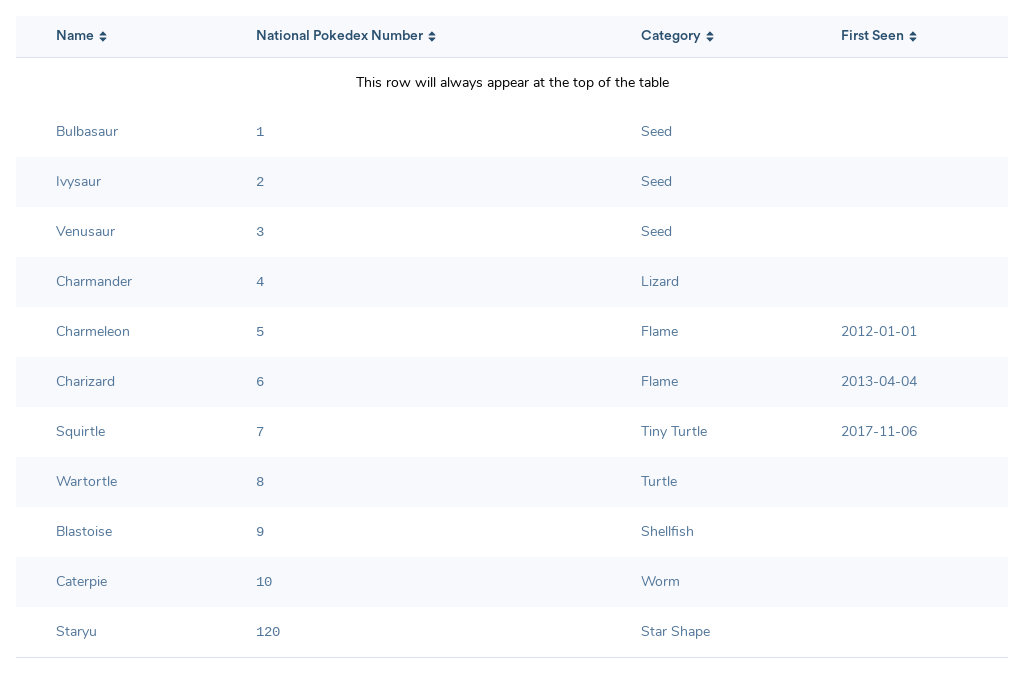 Name National Pokedex Number Category First Seen
This row will always appear at the top of the table
Bulbasaur 1 Seed
Ivysaur 2 Seed
Venusaur 3 Seed
Charmander 4 Lizard
Charmeleon 5 Flame 2012-01-01
Charizard 6 Flame 2013-04-04
Squirtle 7 Tiny Turtle 2017-11-06
Wartortle 8 Turtle
Blastoise 9 Shellfish
Caterpie 10 Worm
Staryu 120 Star Shape